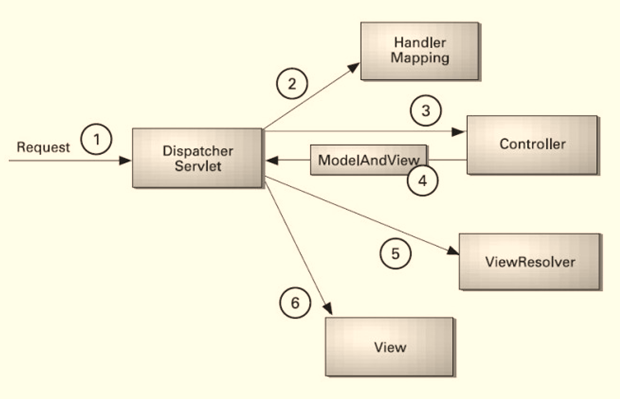 Request
1
Dispatcher
Servlet
2
Handler
Mapping
3
Controller
ModelAndView
4
5
ViewResolver
6
View